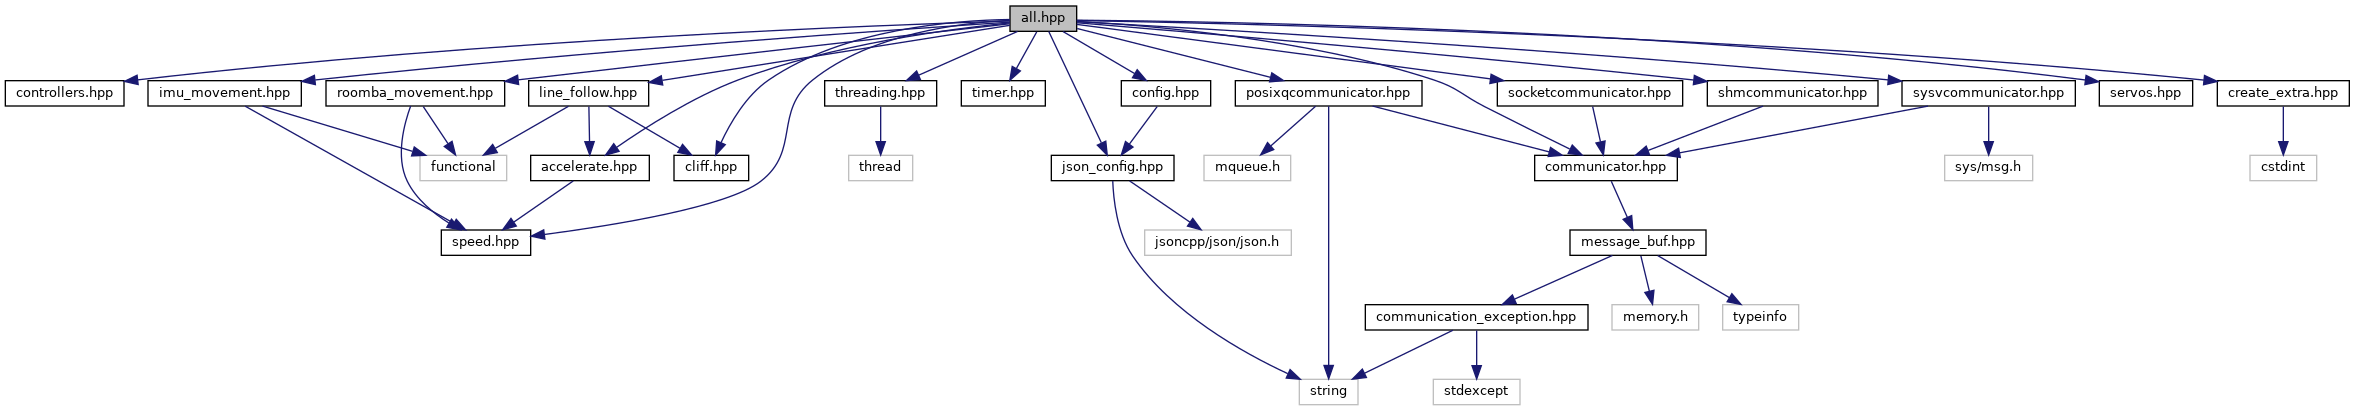 all.hpp
controllers.hpp
imu_movement.hpp
roomba_movement.hpp
line_follow.hpp
threading.hpp
timer.hpp
config.hpp
posixqcommunicator.hpp
socketcommunicator.hpp
shmcommunicator.hpp
sysvcommunicator.hpp
servos.hpp
create_extra.hpp
functional
accelerate.hpp
cliff.hpp
thread
json_config.hpp
mqueue.h
communicator.hpp
sys/msg.h
cstdint
speed.hpp
jsoncpp/json/json.h
message_buf.hpp
communication_exception.hpp
memory.h
typeinfo
string
stdexcept